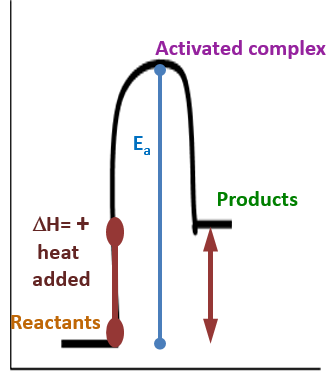 Activated complex
Eₐ
Products
ΔH= +
heat
added
Reactants